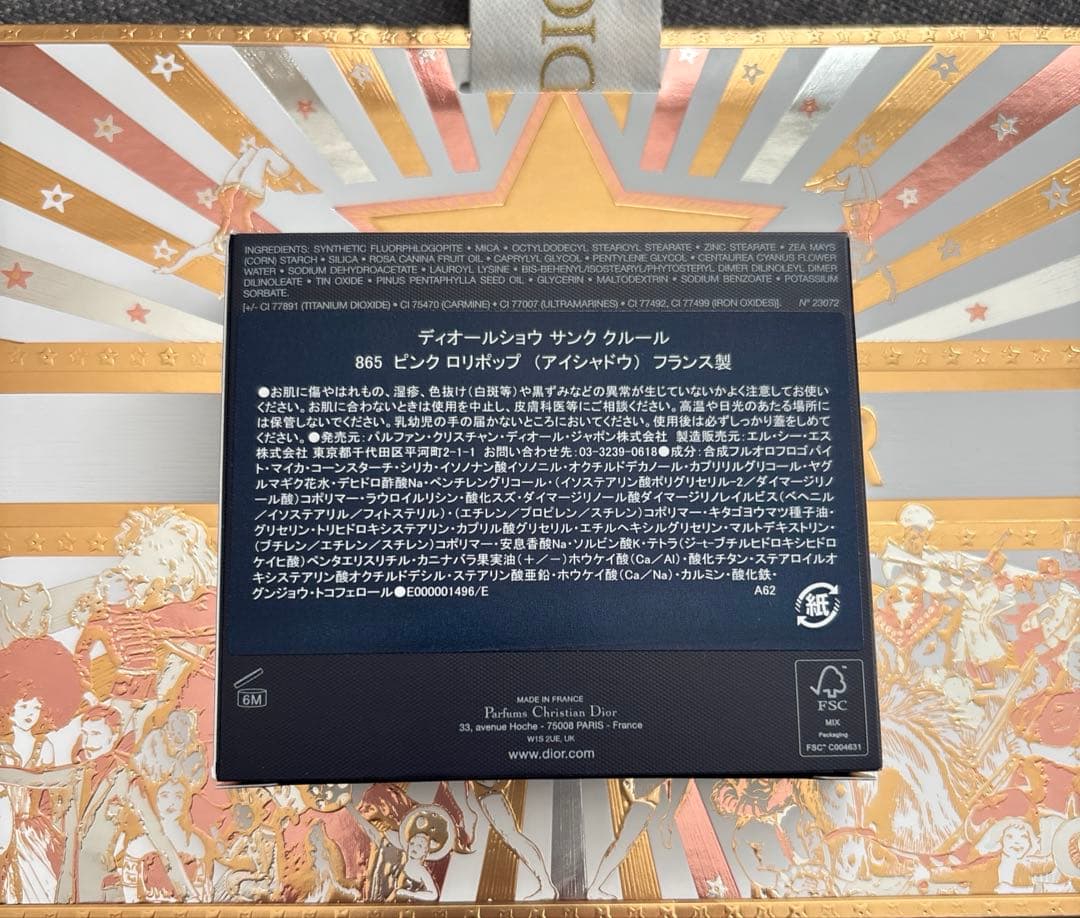 DIO
INGREDIENTS: SYNTHETIC FLUORPHLOGOPITE • MICA • OCTYLDODECYL STEAROYL STEARATE • ZINC STEARATE • ZEA MAYS
(CORN) STARCH • SILICA • ROSA CANINA FRUIT OIL • CAPRYLYL GLYCOL • PENTYLENE GLYCOL • CENTAUREA CYANUS FLOWER
WATER • SODIUM DEHYDROACETATE • LAUROYL LYSINE • BIS-BEHENYL/ISOSTEARYL/PHYTOSTERYL DIMER DILINOLEYL DIMER
DILINOLEATE • TIN OXIDE • PINUS PENTAPHYLLA SEED OIL • GLYCERIN • MALTODEXTRIN • SODIUM BENZOATE • POTASSIUM
SORBATE.
[+/- CI 77891 (TITANIUM DIOXIDE) • CI 75470 (CARMINE) • CI 77007 (ULTRAMARINES) • CI 77492, CI 77499 (IRON OXIDES)]. N° 23072
ディオールショウ サンク クルール
865 ピンク ロリポップ （アイシャドウ） フランス製
●お肌に傷やはれもの、湿疹、色抜け（白斑等）や黒ずみなどの異常が生じていないかよく注意してお使い
ください。お肌に合わないときは使用を中止し、皮膚科医等にご相談ください。高温や日光のあたる場所に
は保管しないでください。乳幼児の手の届かないところにおいてください。使用後は必ずしっかり蓋をしめて
ください。●発売元：パルファン・クリスチャン・ディオール・ジャポン株式会社 製造販売元：エル・シー・エス
株式会社 東京都千代田区平河町2-1-1 お問い合わせ先：03-3239-0618●成分：合成フルオロフロゴパイ
ト・マイカ・コーンスターチ・シリカ・イソノナン酸イソノニル・オクチルドデカノール・カプリリルグリコール・ヤグ
ルマギク花水・デヒドロ酢酸Na・ペンチレングリコール・（イソステアリン酸ポリグリセリル-2／ダイマージリノ
ール酸）コポリマー・ラウロイルリシン・酸化スズ・ダイマージリノール酸ダイマージリノレイルビス（ベヘニル
／イソステアリル／フィトステリル）・（エチレン／プロピレン／スチレン）コポリマー・キタゴヨウマツ種子油・
グリセリン・トリヒドロキシステアリン・カプリル酸グリセリル・エチルヘキシルグリセリン・マルトデキストリン・
（ブチレン／エチレン／スチレン）コポリマー・安息香酸Na・ソルビン酸K・テトラ（ジ-t-ブチルヒドロキシヒドロ
ケイヒ酸）ペンタエリスリチル・カニナバラ果実油（＋／－）ホウケイ酸（Ca／Al）・酸化チタン・ステアロイルオ
キシステアリン酸オクチルドデシル・ステアリン酸亜鉛・ホウケイ酸（Ca／Na）・カルミン・酸化鉄・
グンジョウ・トコフェロール●E000001496/E A62
紙
6M
MADE IN FRANCE
Parfums Christian Dior
33, avenue Hoche - 75008 PARIS - France
W1S 2UE, UK
www.dior.com
FSC
MIX
Packaging
FSC™ C004631
R